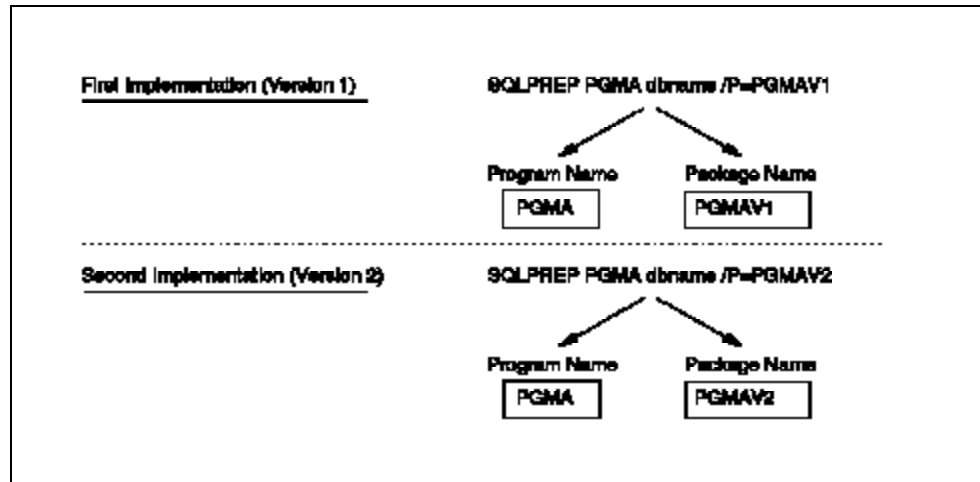 First Implementation (Version 1)
SQLPREP PGMA dbname /P=PGMAV1
Program Name
Package Name
PGMA
PGMAV1
Second Implementation (Version 2)
SQLPREP PGMA dbname /P=PGMAV2
Program Name
Package Name
PGMA
PGMAV2